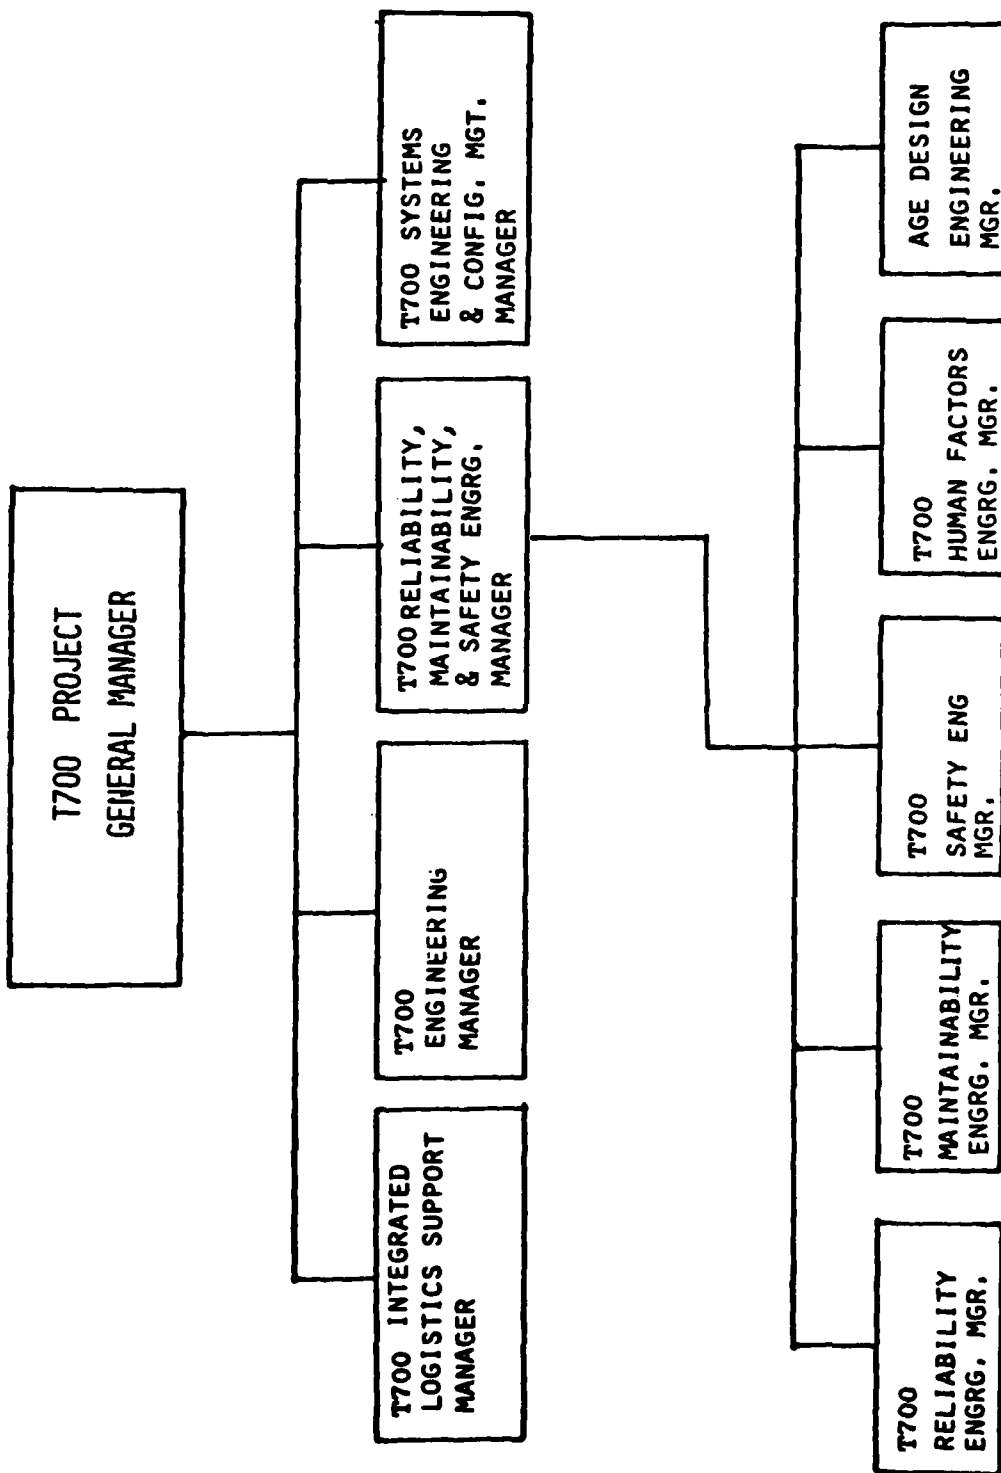 T700 PROJECT
GENERAL MANAGER
T700 INTEGRATED
LOGISTICS SUPPORT
MANAGER
T700
ENGINEERING
MANAGER
T700 RELIABILITY,
MAINTAINABILITY,
& SAFETY ENGRG.
MANAGER
T700 SYSTEMS
ENGINEERING
& CONFIG. MGT.
MANAGER
T700
RELIABILITY
ENGRG. MGR.
T700
MAINTAINABILITY
ENGRG. MGR.
T700
SAFETY ENG
MGR.
T700
HUMAN FACTORS
ENGRG. MGR.
AGE DESIGN
ENGINEERING
MGR.